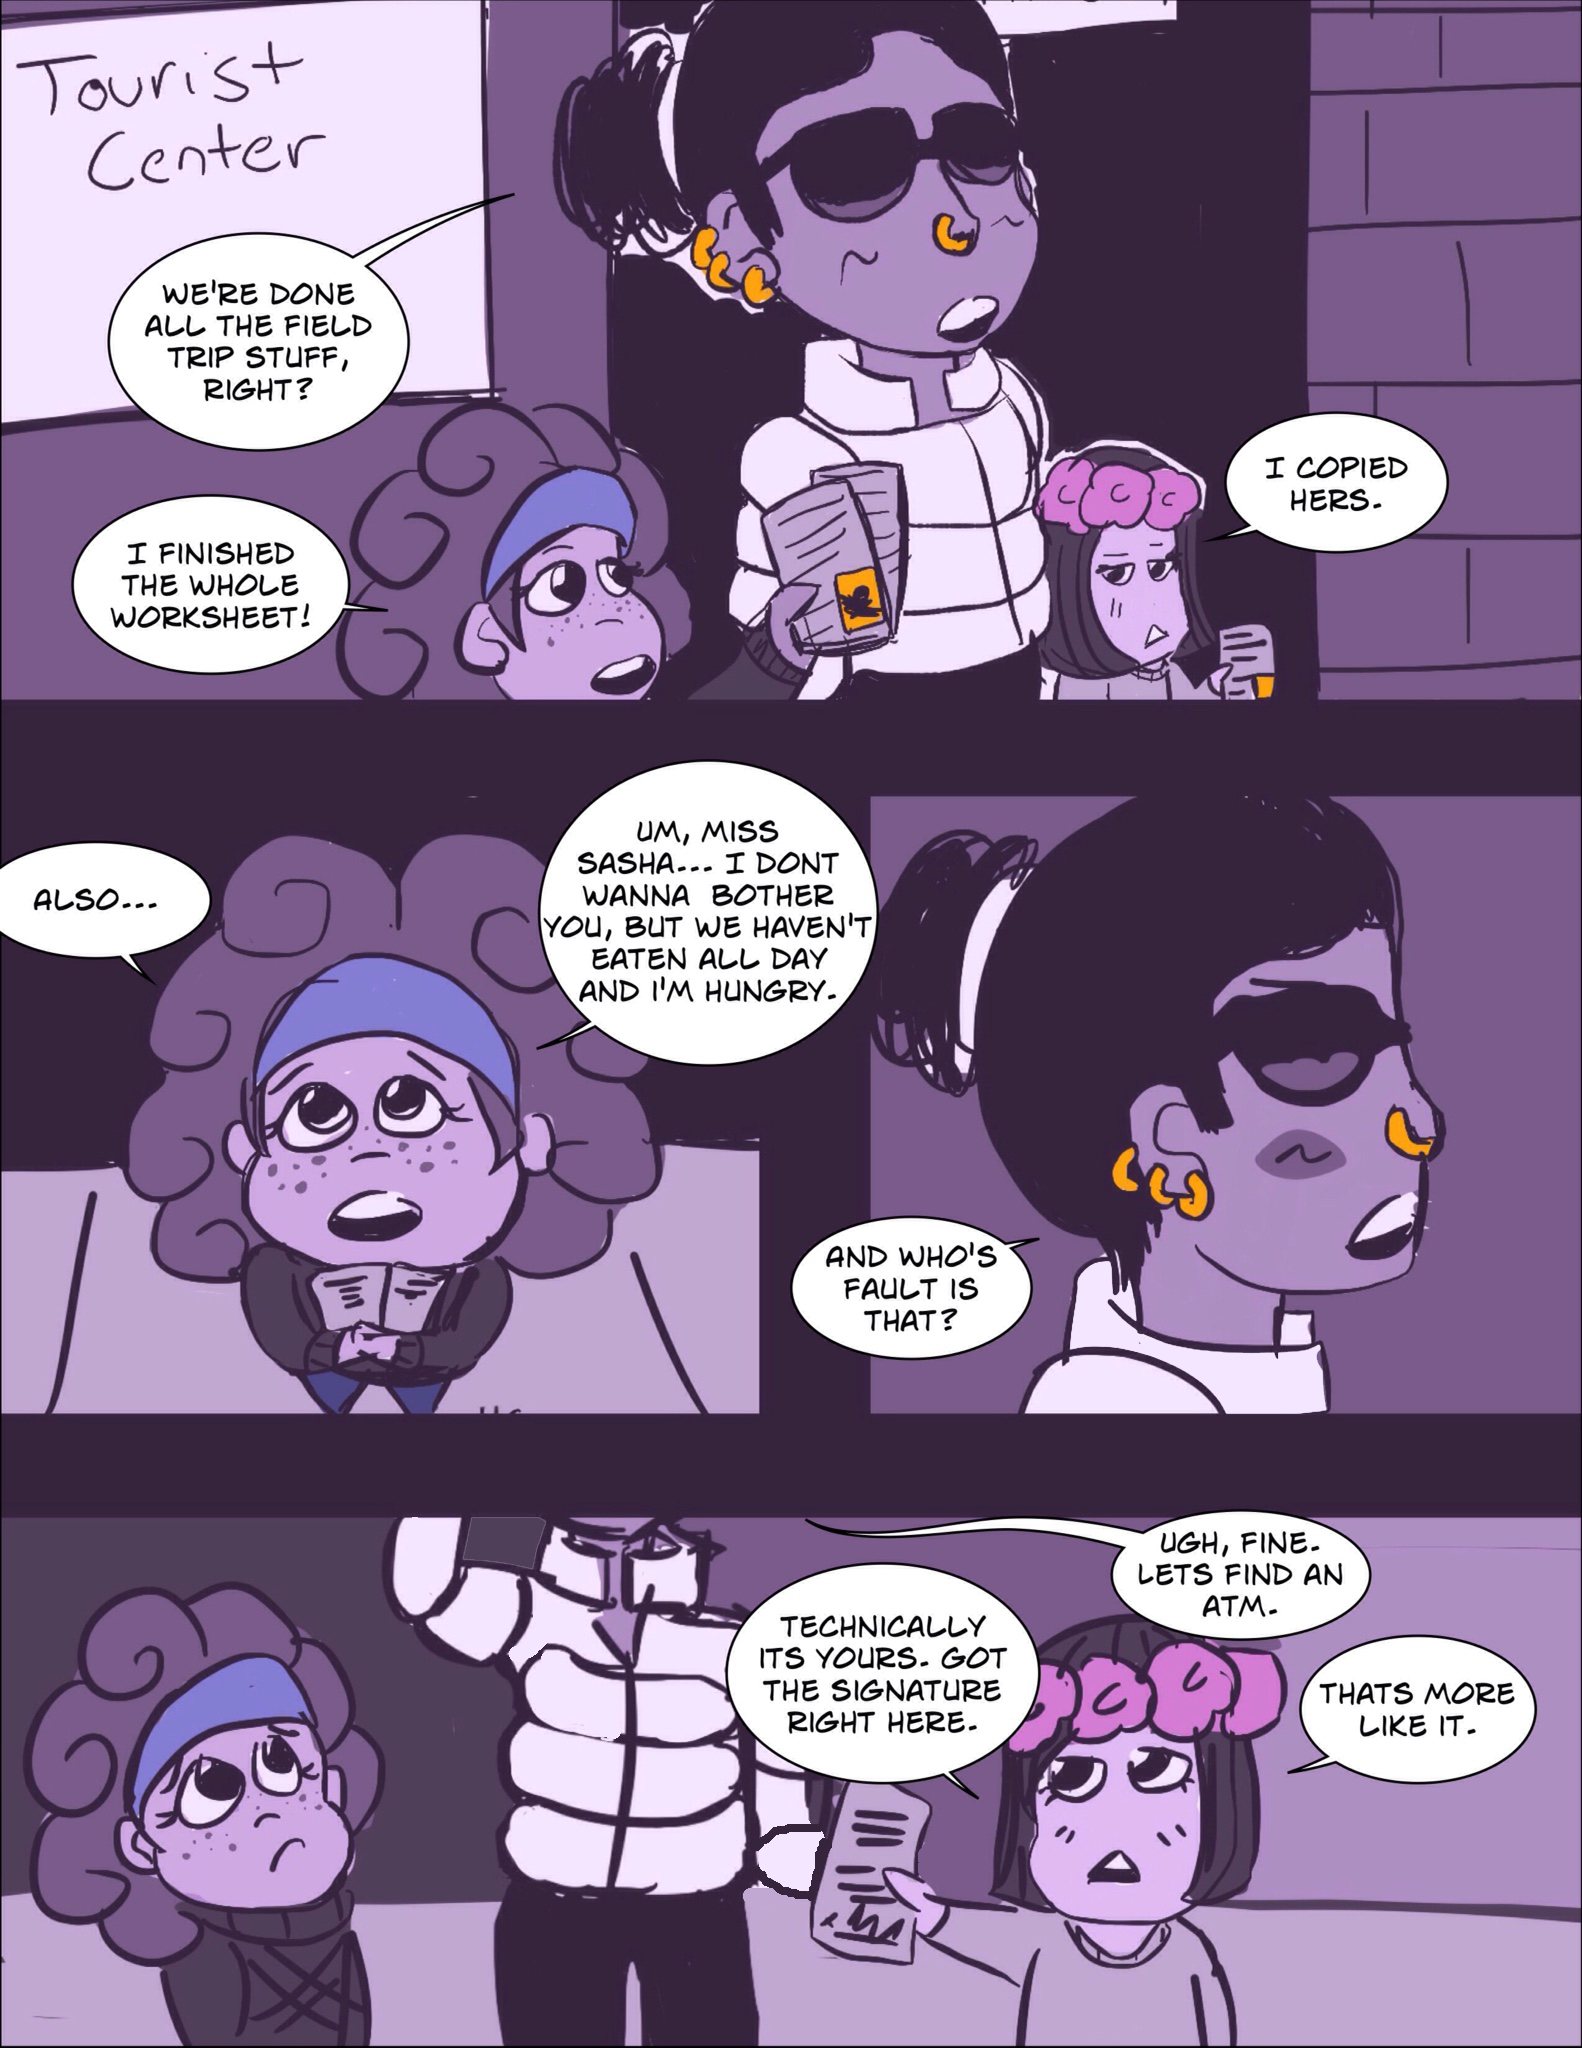 Tourist
Center
WE'RE DONE
ALL THE FIELD
TRIP STUFF,
RIGHT?
I FINISHED
THE WHOLE
WORKSHEET!
I COPIED
HERS.
ALSO...
UM, MISS
SASHA... I DONT
WANNA BOTHER
YOU, BUT WE HAVEN'T
EATEN ALL DAY
AND I'M HUNGRY.
AND WHO'S
FAULT IS
THAT?
TECHNICALLY
ITS YOURS. GOT
THE SIGNATURE
RIGHT HERE.
UGH, FINE.
LETS FIND AN
ATM.
THATS MORE
LIKE IT.